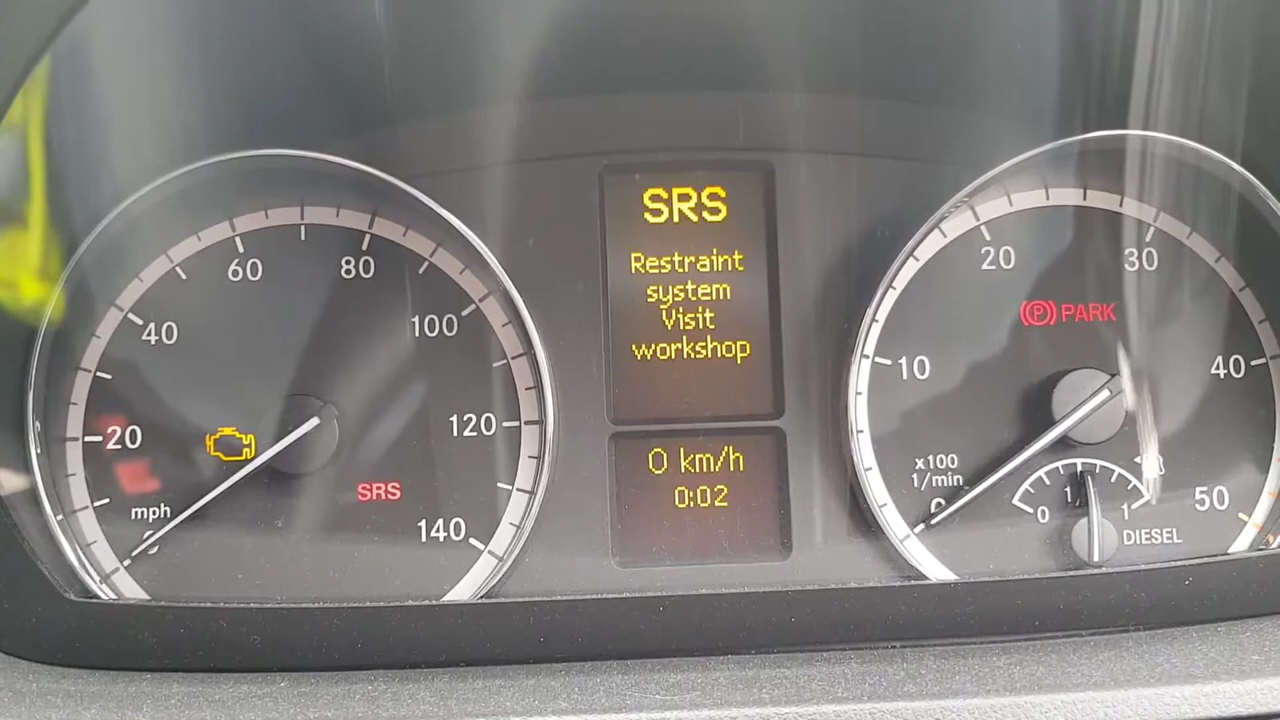 60
80
40
100
20
120
mph
SRS
140
SRS
Restraint
system
Visit
workshop
0 km/h
0:02
20
30
PARK
10
40
x100
1/min
0
1
50
DIESEL